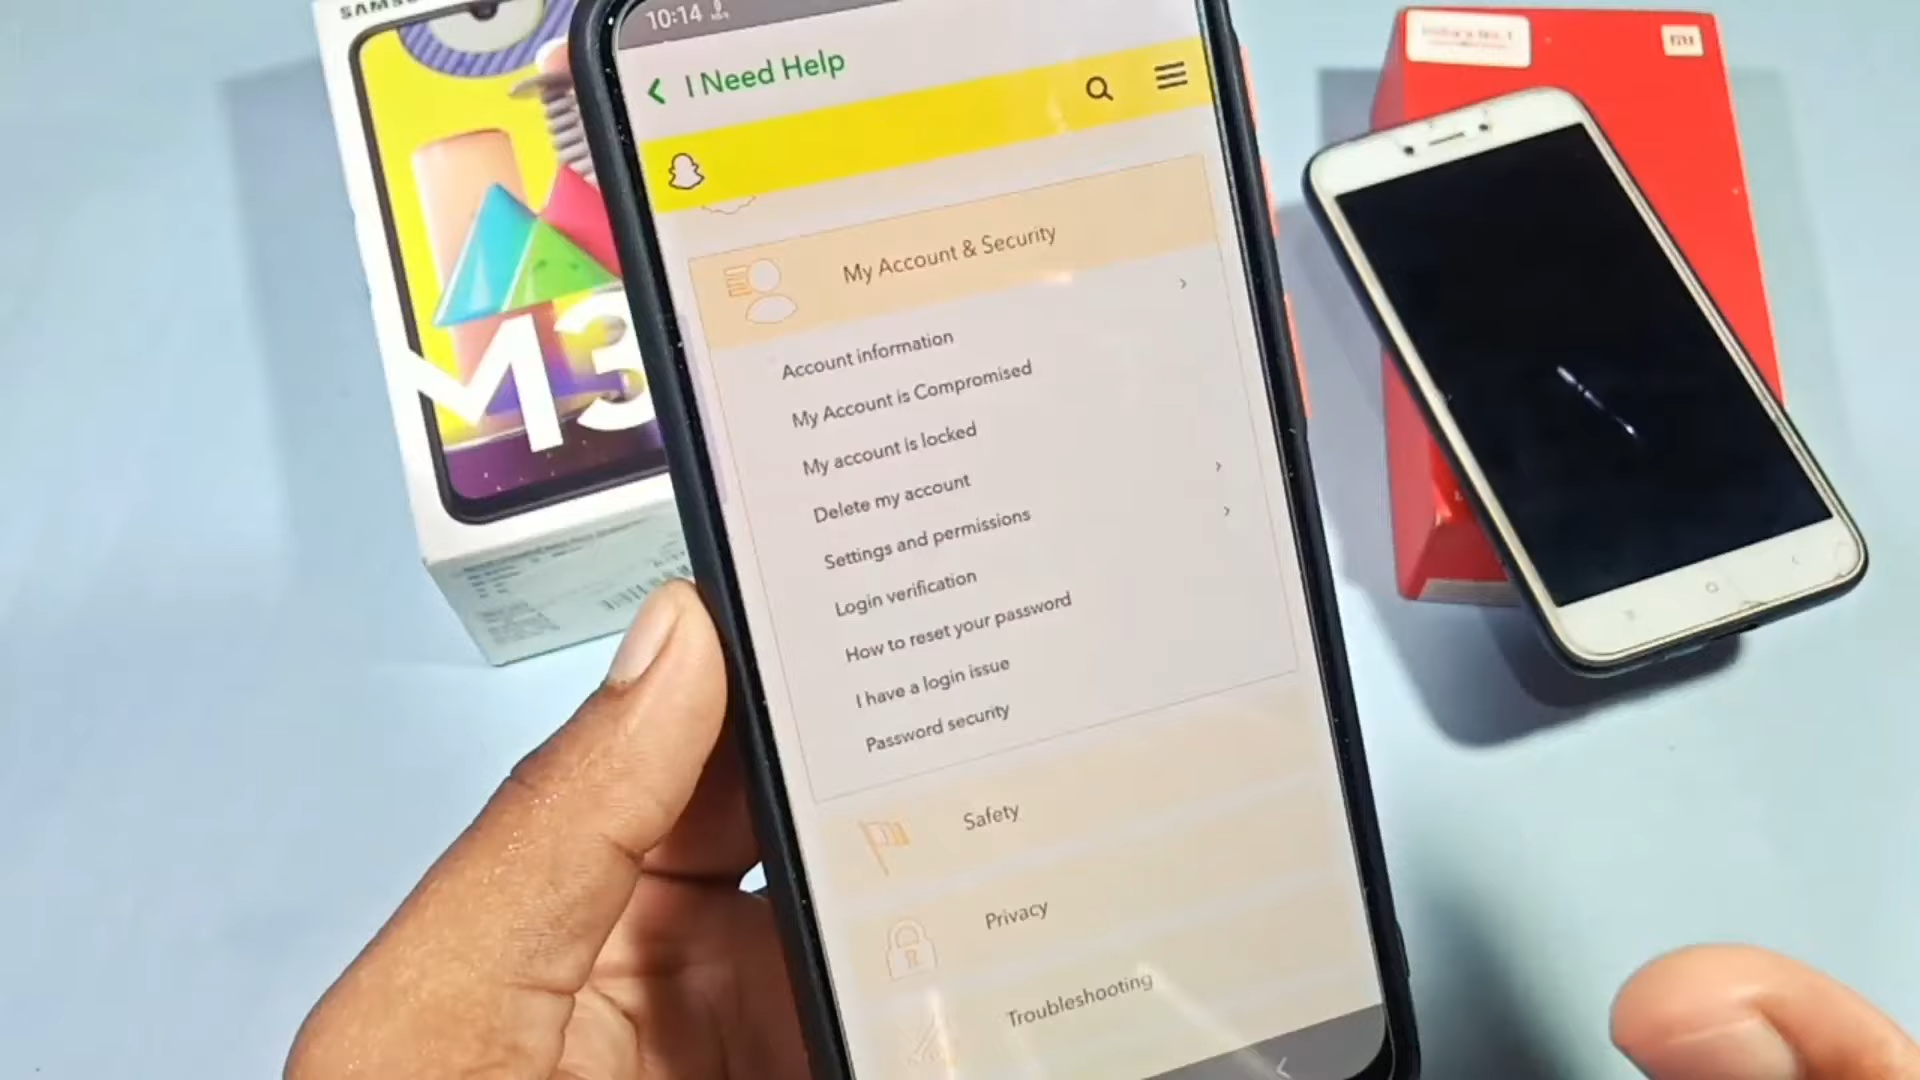 SAMSU
M3
10:14
I Need Help
My Account & Security
Account information
My Account is Compromised
My account is locked
Delete my account
Settings and permissions
Login verification
How to reset your password
I have a login issue
Password security
Safety
Privacy
Troubleshooting
mi